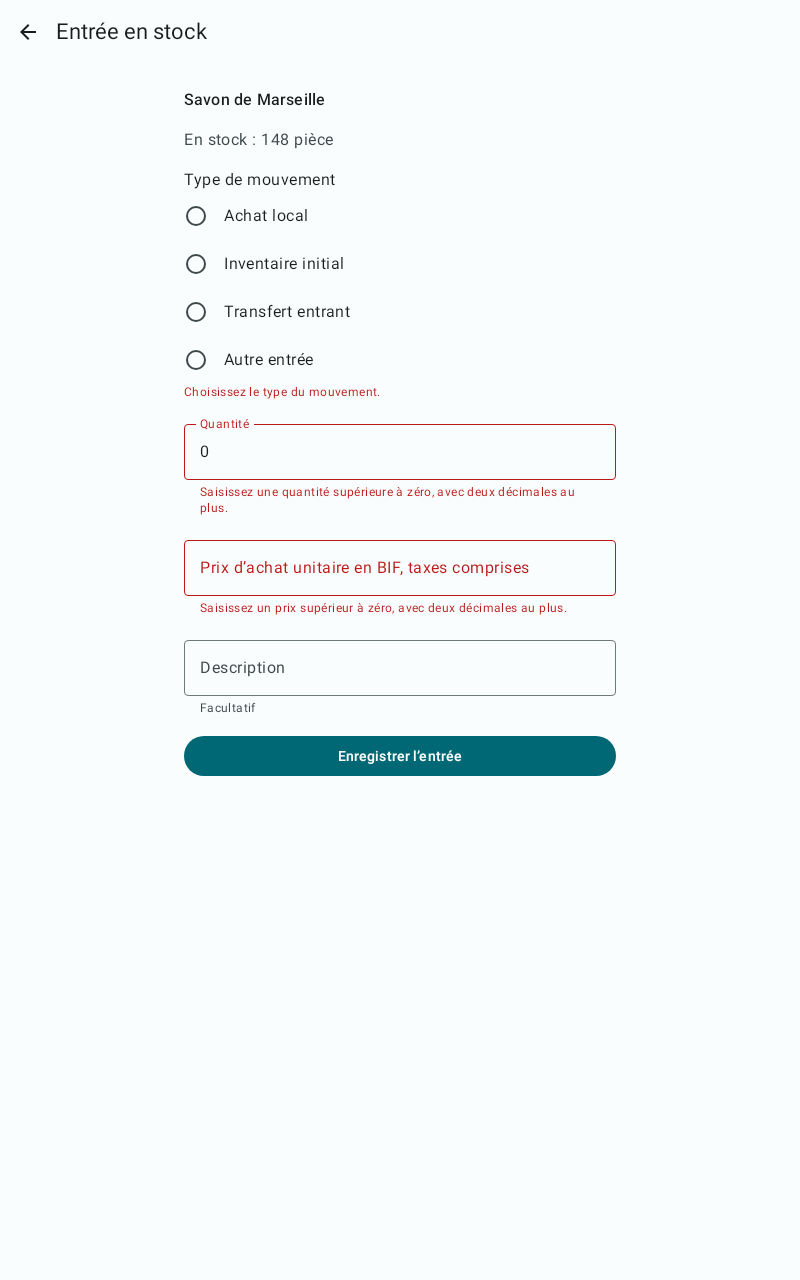 Entrée en stock
Savon de Marseille
En stock : 148 pièce
Type de mouvement
Achat local
Inventaire initial
Transfert entrant
Autre entrée
Choisissez le type du mouvement.
Quantité
0
Saisissez une quantité supérieure à zéro, avec deux décimales au
plus.
Prix d’achat unitaire en BIF, taxes comprises
Saisissez un prix supérieur à zéro, avec deux décimales au plus.
Description
Facultatif
Enregistrer l’entrée